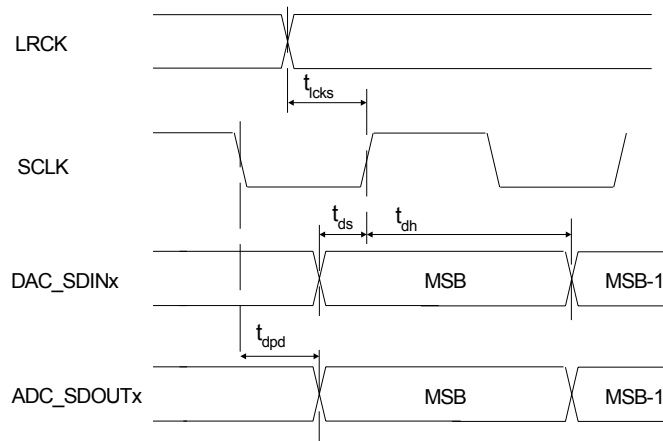 LRCK
t_lcks
SCLK
t_ds t_dh
DAC_SDINx MSB MSB-1
t_dpd
ADC_SDOUTx MSB MSB-1